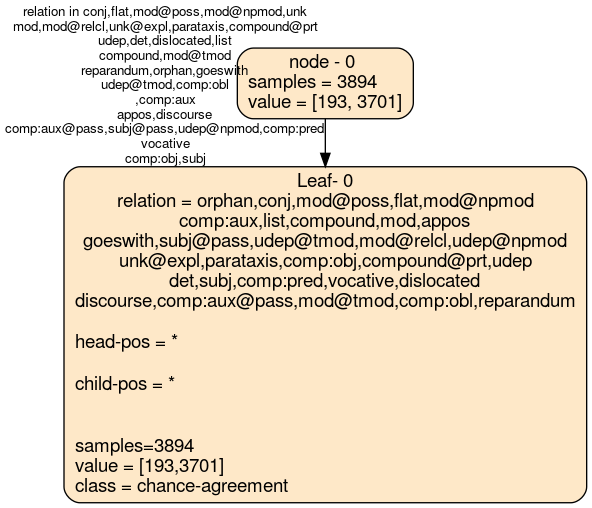 relation in conj,flat,mod@poss,mod@npmod,unk
mod,mod@relcl,unk@expl,parataxis,compound@prt
udep,det,dislocated,list
compound,mod@tmod
reparandum,orphan,goeswith
udep@tmod,comp:obl
,comp:aux
appos,discourse
comp:aux@pass,subj@pass,udep@npmod,comp:pred
vocative
comp:obj,subj
node - 0
samples = 3894
value = [193, 3701]
Leaf- 0
relation = orphan,conj,mod@poss,flat,mod@npmod
comp:aux,list,compound,mod,appos
goeswith,subj@pass,udep@tmod,mod@relcl,udep@npmod
unk@expl,parataxis,comp:obj,compound@prt,udep
det,subj,comp:pred,vocative,dislocated
discourse,comp:aux@pass,mod@tmod,comp:obl,reparandum
head-pos = *
child-pos = *
samples=3894
value = [193,3701]
class = chance-agreement